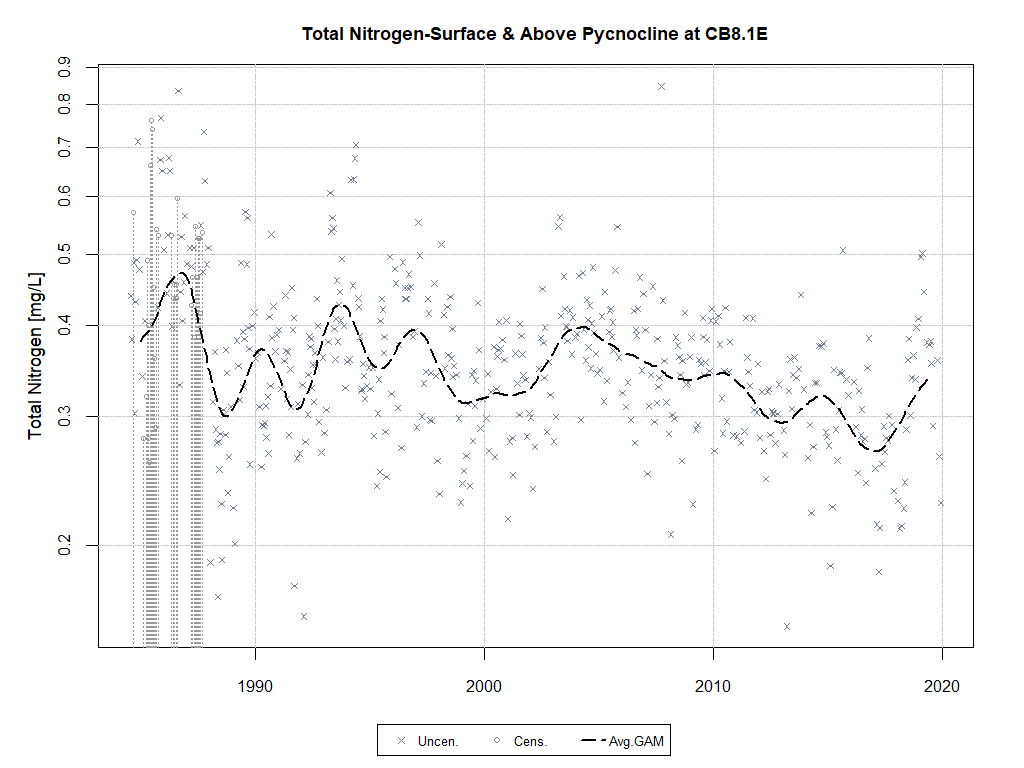 Total Nitrogen-Surface & Above Pycnocline at CB8.1E
Total Nitrogen [mg/L]
0.9
0.8
0.7
0.6
0.5
0.4
0.3
0.2
1990 2000 2010 2020
Uncen. Cens. Avg.GAM